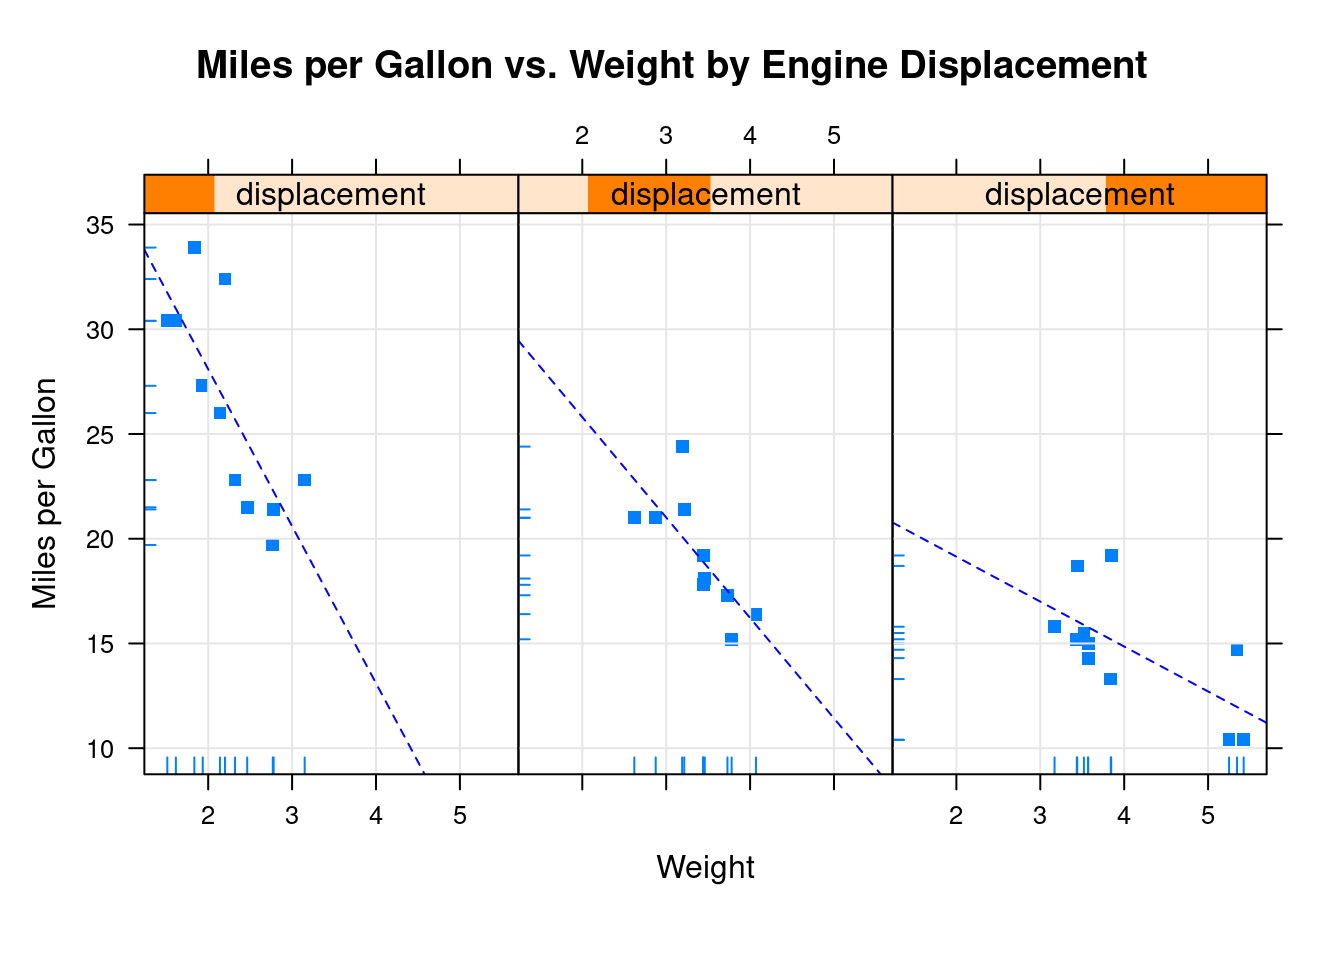 Miles per Gallon vs. Weight by Engine Displacement
2 3 4 5
displacement displacement displacement
35
30
25
20
15
10
Miles per Gallon
2 3 4 5 2 3 4 5
Weight